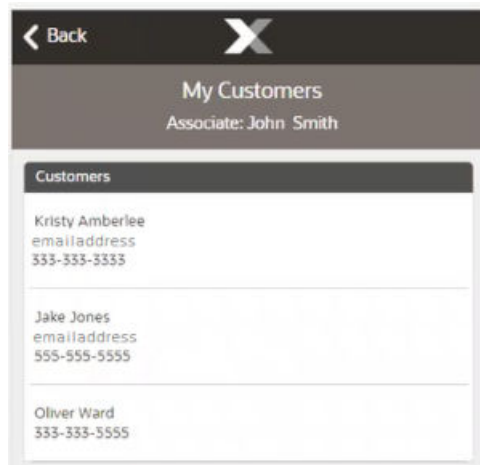 Back
My Customers
Associate: John Smith
Customers
Kristy Amberlee
emailaddress
333-333-3333
Jake Jones
emailaddress
555-555-5555
Oliver Ward
333-333-5555